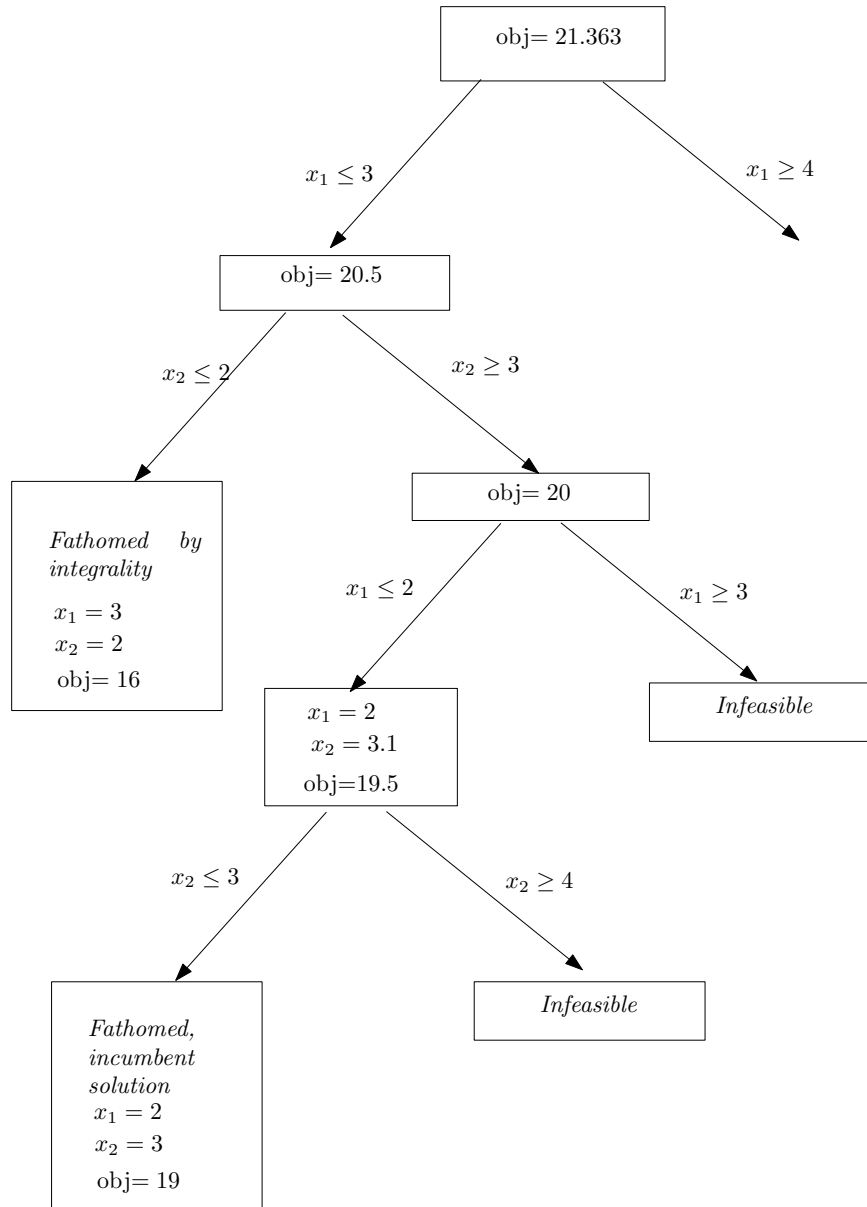 obj= 21.363
x₁ ≤ 3
x₁ ≥ 4
obj= 20.5
x₂ ≤ 2
x₂ ≥ 3
obj= 20
Fathomed by
integrality
x₁ = 3
x₂ = 2
obj= 16
x₁ ≤ 2
x₁ ≥ 3
x₁ = 2
x₂ = 3.1
obj=19.5
Infeasible
x₂ ≤ 3
x₂ ≥ 4
Fathomed,
incumbent
solution
x₁ = 2
x₂ = 3
obj= 19
Infeasible